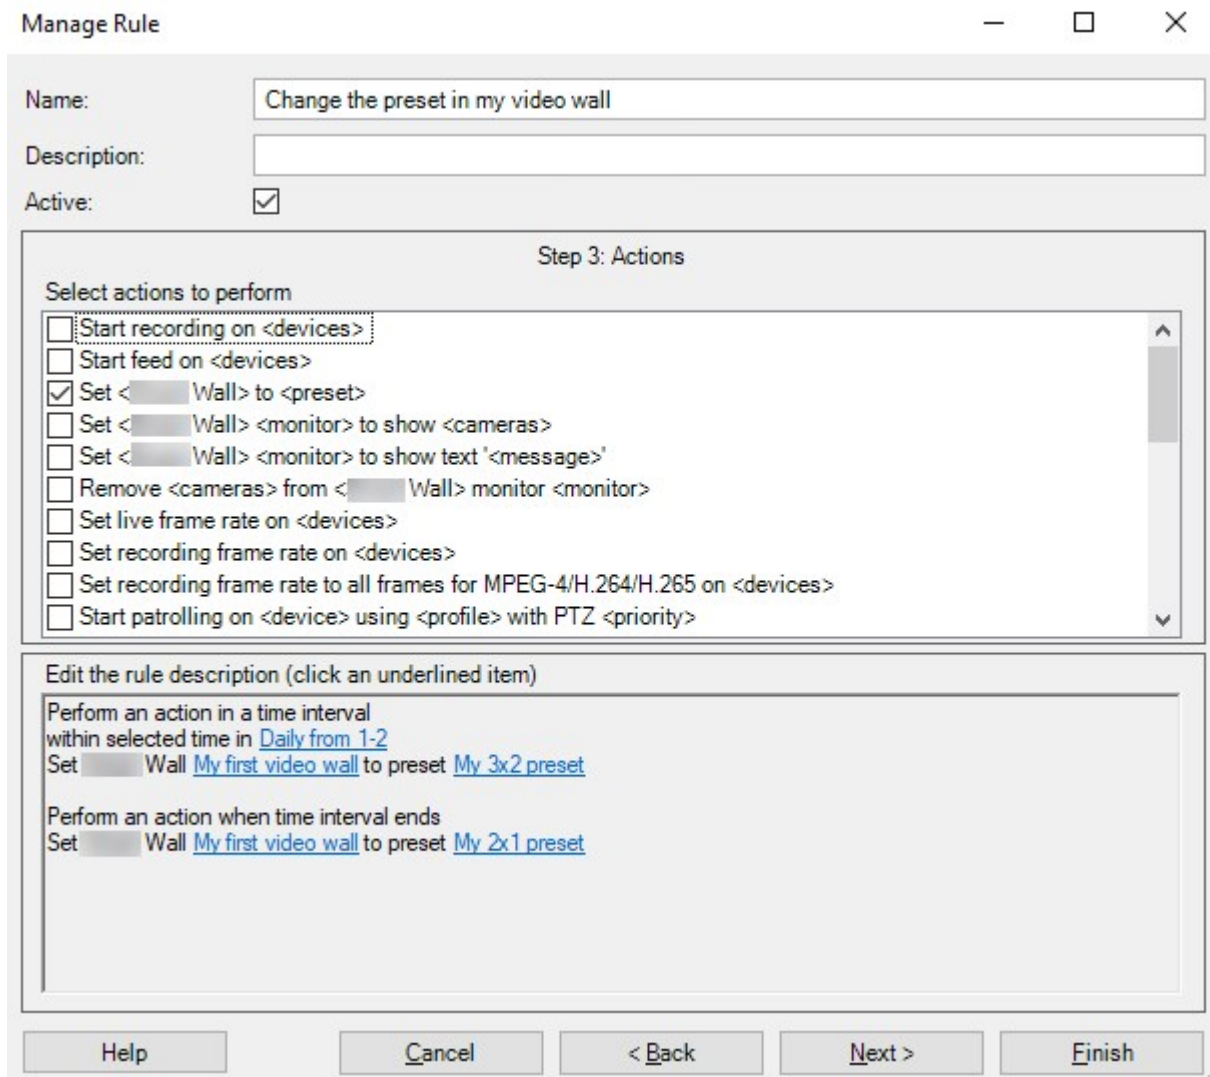 Manage Rule
Name: Change the preset in my video wall
Description:
Active:
Step 3: Actions
Select actions to perform
Start recording on <devices>
Start feed on <devices>
Set < Wall> to <preset>
Set < Wall> <monitor> to show <cameras>
Set < Wall> <monitor> to show text '<message>'
Remove <cameras> from < Wall> monitor <monitor>
Set live frame rate on <devices>
Set recording frame rate on <devices>
Set recording frame rate to all frames for MPEG-4/H.264/H.265 on <devices>
Start patrolling on <device> using <profile> with PTZ <priority>
Edit the rule description (click an underlined item)
Perform an action in a time interval
within selected time in Daily from 1-2
Set Wall My first video wall to preset My 3x2 preset
Perform an action when time interval ends
Set Wall My first video wall to preset My 2x1 preset
Help Cancel < Back Next > Finish